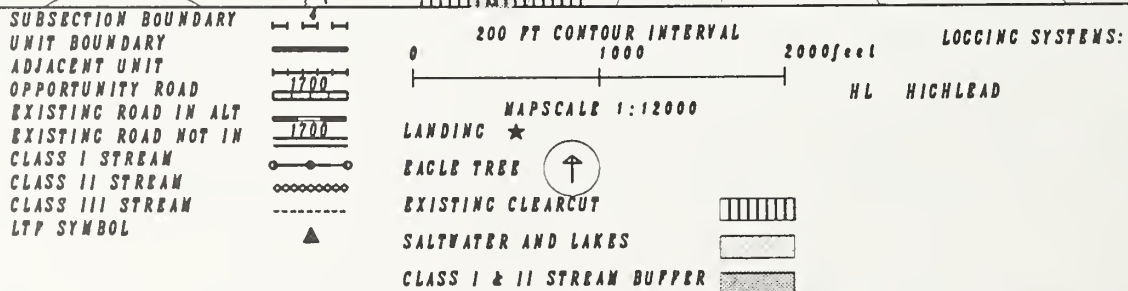 SUBSECTION BOUNDARY 4
UNIT BOUNDARY
ADJACENT UNIT
OPPORTUNITY ROAD 1700
EXISTING ROAD IN ALT
EXISTING ROAD NOT IN 1700
CLASS I STREAM
CLASS II STREAM
CLASS III STREAM
LTP SYMBOL
200 FT CONTOUR INTERVAL
0 1000 2000feet
MAPSCALE 1:12000
LANDING
EAGLE TREE
EXISTING CLEARCUT
SALTWATER AND LAKES
CLASS I & II STREAM BUFFER
LOGGING SYSTEMS:
HL HIGHLEAD